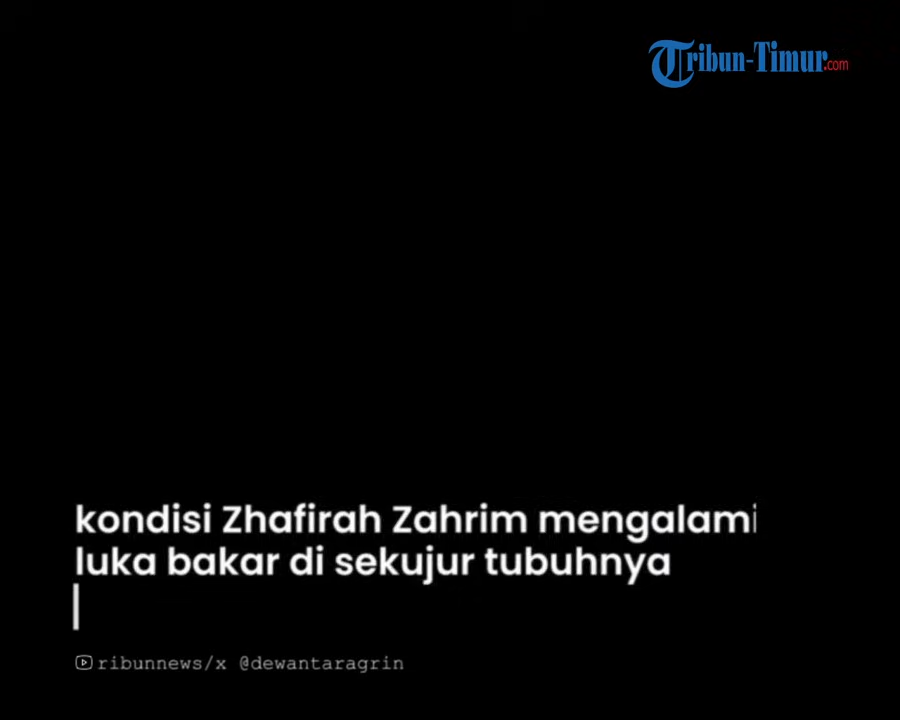 Tribun-Timur.com
kondisi Zhafirah Zahrim mengalami
luka bakar di sekujur tubuhnya
ribunnews/x @dewantaragrin